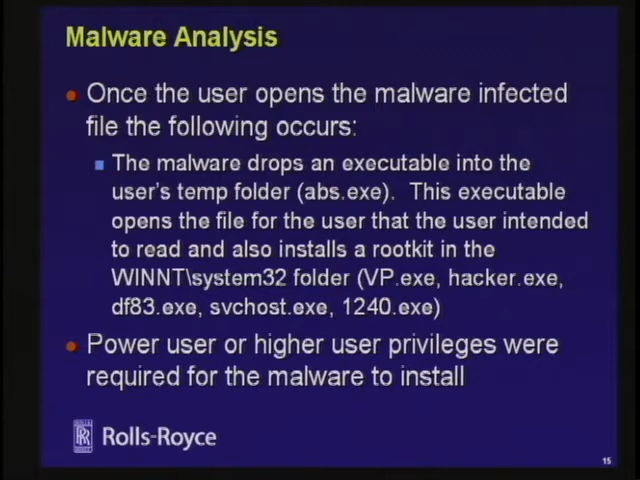 Malware Analysis
Once the user opens the malware infected
file the following occurs:
The malware drops an executable into the
user's temp folder (abs.exe). This executable
opens the file for the user that the user intended
to read and also installs a rootkit in the
WINNT\system32 folder (VP.exe, hacker.exe,
df83.exe, svchost.exe, 1240.exe)
Power user or higher user privileges were
required for the malware to install
RR
Rolls-Royce
15